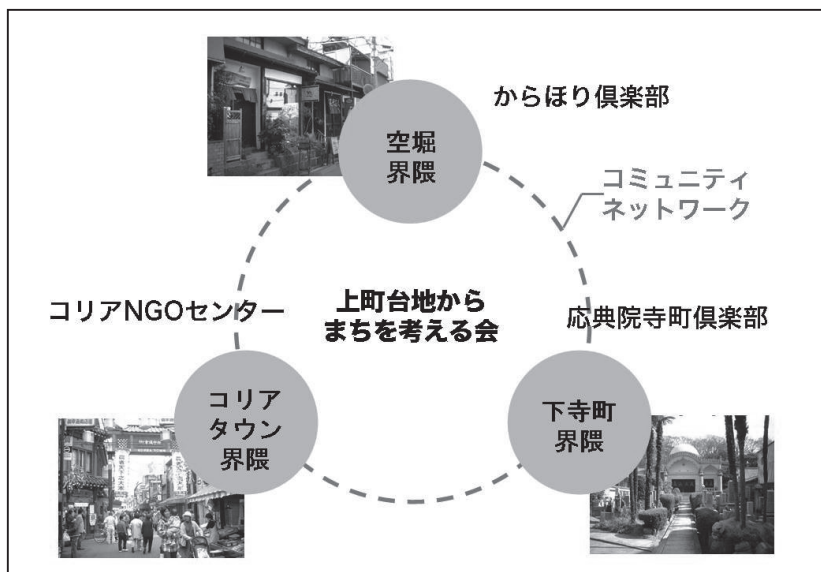 からほり倶楽部
空堀
界隈
コミュニティ
ネットワーク
上町台地から
まちを考える会
コリアNGOセンター
応典院寺町倶楽部
コリア
タウン
界隈
下寺町
界隈